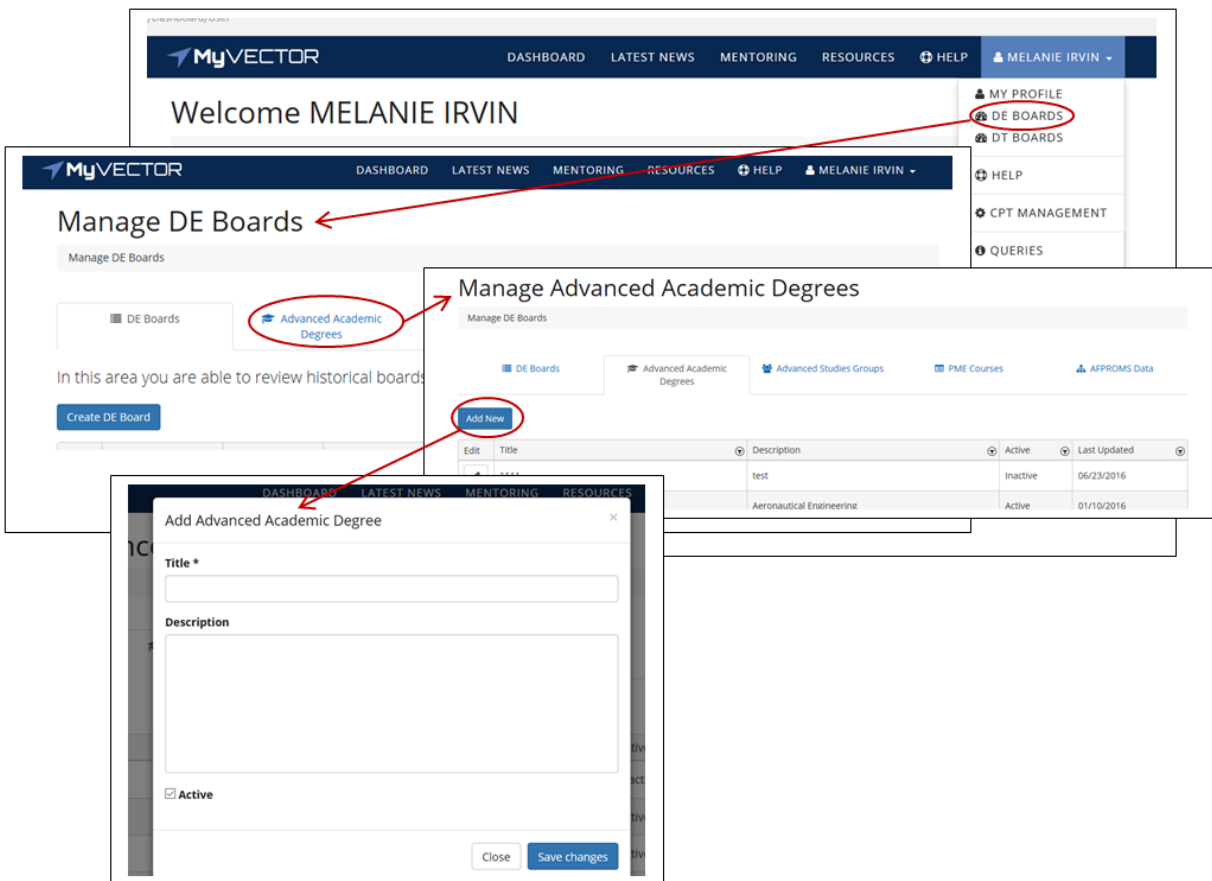 MyVECTOR DASHBOARD LATEST NEWS MENTORING RESOURCES HELP MELANIE IRVIN
Welcome MELANIE IRVIN
MY PROFILE
DE BOARDS
DT BOARDS
HELP
CPT MANAGEMENT
QUERIES
MyVECTOR DASHBOARD LATEST NEWS MENTORING RESOURCES HELP MELANIE IRVIN
Manage DE Boards
Manage DE Boards
DE Boards
Advanced Academic
Degrees
In this area you are able to review historical boards
Create DE Board
Manage Advanced Academic Degrees
Manage DE Boards
DE Boards
Advanced Academic
Degrees
Advanced Studies Groups
PME Courses
AFPROMS Data
Add New
Edit Title Description Active Last Updated
test Inactive 06/23/2016
Aeronautical Engineering Active 01/10/2016
DASHBOARD LATEST NEWS MENTORING RESOURCES
Add Advanced Academic Degree ×
Title *
Description
Active
Close Save changes